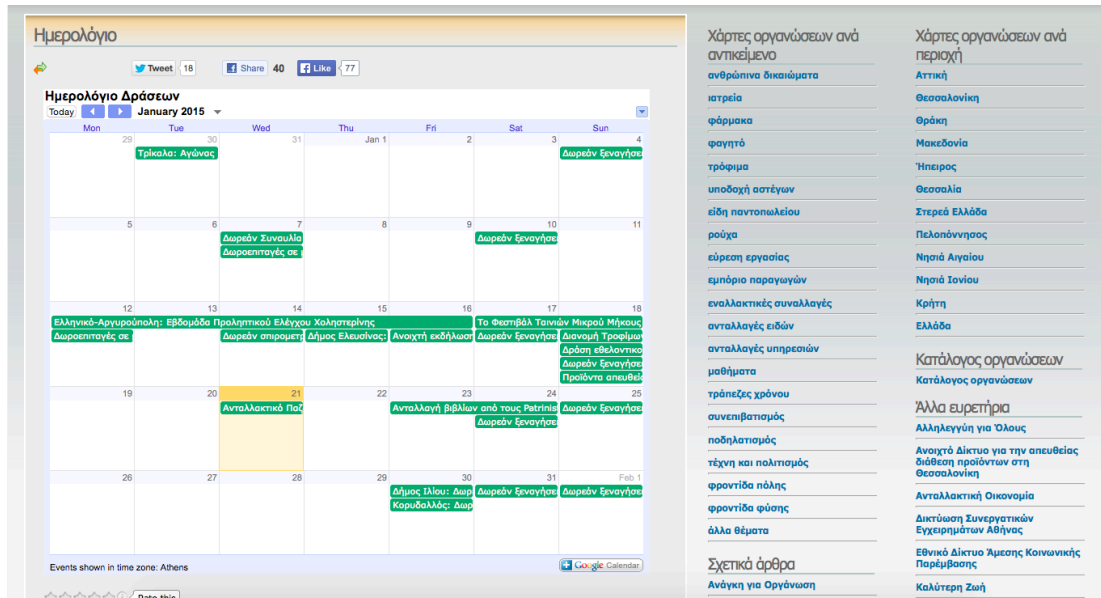 Ημερολόγιο
Tweet 18 Share 40 Like 77
Ημερολόγιο Δράσεων
Today January 2015
Mon Tue Wed Thu Fri Sat Sun
29 30 31 Jan 1 2 3 4
Τρίκαλα: Αγώνας Δωρεάν ξεναγήσε
5 6 7 8 9 10 11
Δωρεάν Συναυλία Δωρεάν ξεναγήσε
Δωροεπιταγές σε
12 13 14 15 16 17 18
Ελληνικό-Αργυρούπολη: Εβδομάδα Προληπτικού Ελέγχου Χοληστερίνης Το Φεστιβάλ Ταινιών Μικρού Μήκους
Δωροεπιταγές σε Δωρεάν σπιρομετρ Δήμος Ελευσίνας: Ανοιχτή εκδήλωσ Δωρεάν ξεναγήσε Διανομή Τροφίμω
Δράση εθελοντικο
Δωρεάν ξεναγήσε
Προϊόντα απευθεί
19 20 21 22 23 24 25
Ανταλλακτικό Παζ Ανταλλαγή βιβλίων από τους Patrinis Δωρεάν ξεναγήσε
Δωρεάν ξεναγήσε
26 27 28 29 30 31 Feb 1
Δήμος Ιλίου: Δωρ Δωρεάν ξεναγήσε Δωρεάν ξεναγήσε
Κορυδαλλός: Δωρ
Events shown in time zone: Athens Google Calendar
Rate this
Χάρτες οργανώσεων ανά
αντικείμενο
ανθρώπινα δικαιώματα
ιατρεία
φάρμακα
φαγητό
τρόφιμα
υποδοχή αστέγων
είδη παντοπωλείου
ρούχα
εύρεση εργασίας
εμπόριο παραγωγών
εναλλακτικές συναλλαγές
ανταλλαγές ειδών
ανταλλαγές υπηρεσιών
μαθήματα
τράπεζες χρόνου
συνεπιβατισμός
ποδηλατισμός
τέχνη και πολιτισμός
φροντίδα πόλης
φροντίδα φύσης
άλλα θέματα
Σχετικά άρθρα
Ανάγκη για Οργάνωση
Χάρτες οργανώσεων ανά
περιοχή
Αττική
Θεσσαλονίκη
Θράκη
Μακεδονία
Ήπειρος
Θεσσαλία
Στερεά Ελλάδα
Πελοπόννησος
Νησιά Αιγαίου
Νησιά Ιονίου
Κρήτη
Ελλάδα
Κατάλογος οργανώσεων
Κατάλογος οργανώσεων
Άλλα ευρετήρια
Αλληλεγγύη για Όλους
Ανοιχτό Δίκτυο για την απευθείας
διάθεση προϊόντων στη
Θεσσαλονίκη
Ανταλλακτική Οικονομία
Δικτύωση Συνεργατικών
Εγχειρημάτων Αθήνας
Εθνικό Δίκτυο Άμεσης Κοινωνικής
Παρέμβασης
Καλύτερη Ζωή